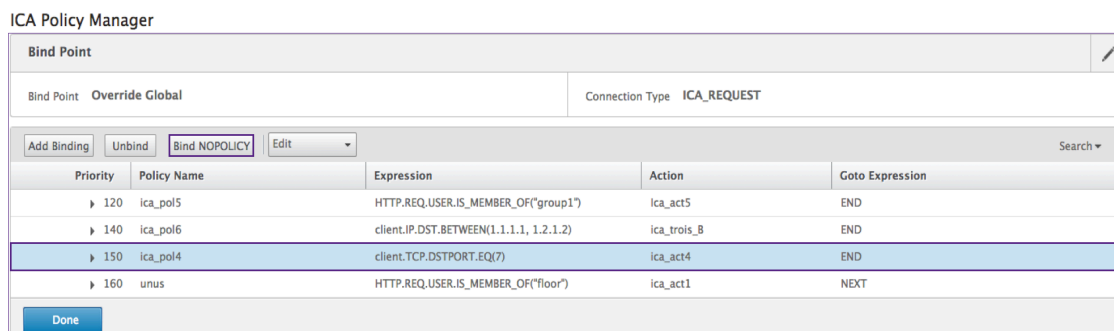 ICA Policy Manager
Bind Point
Bind Point Override Global Connection Type ICA_REQUEST
Add Binding Unbind Bind NOPOLICY Edit Search
Priority Policy Name Expression Action Goto Expression
120 ica_pol5 HTTP.REQ.USER.IS_MEMBER_OF("group1") Ica_act5 END
140 ica_pol6 client.IP.DST.BETWEEN(1.1.1.1, 1.2.1.2) ica_trois_B END
150 ica_pol4 client.TCP.DSTPORT.EQ(7) ica_act4 END
160 unus HTTP.REQ.USER.IS_MEMBER_OF("floor") ica_act1 NEXT
Done